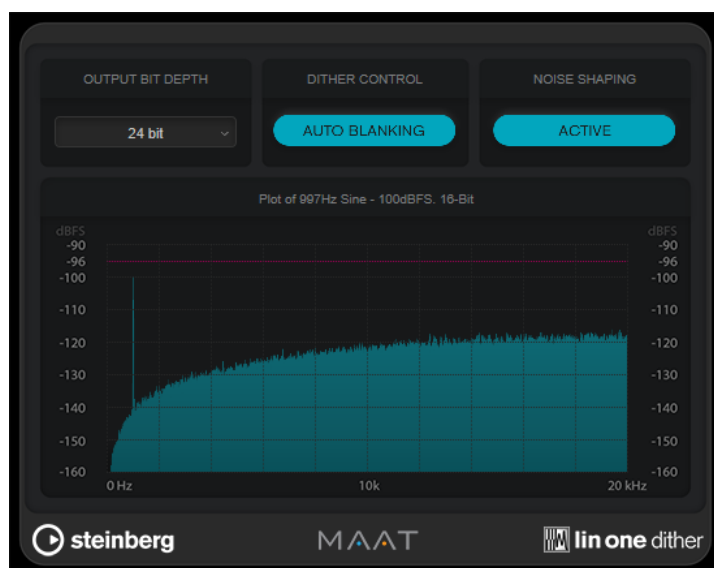 OUTPUT BIT DEPTH
DITHER CONTROL
NOISE SHAPING
24 bit
AUTO BLANKING
ACTIVE
Plot of 997Hz Sine - 100dBFS. 16-Bit
dBFS dBFS
-90 -90
-96 -96
-100 -100
-110 -110
-120 -120
-130 -130
-140 -140
-150 -150
-160 -160
0 Hz 10k 20 kHz
steinberg MAAT lin one dither